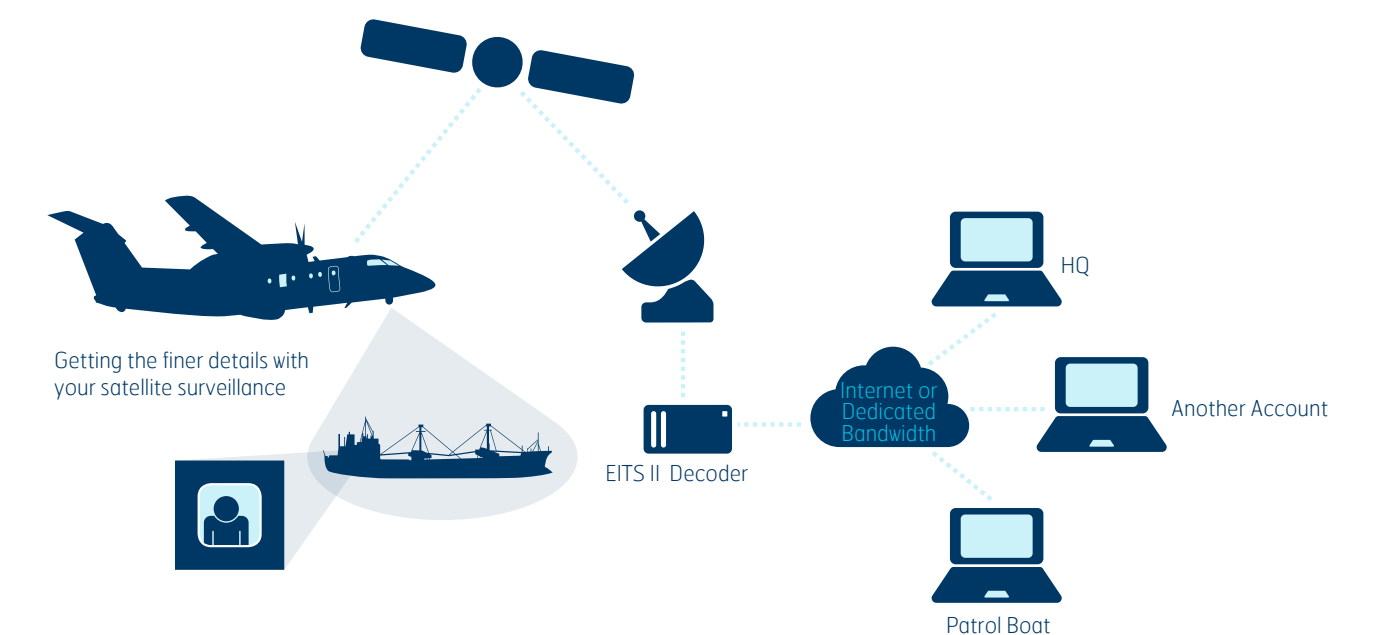 Getting the finer details with
your satellite surveillance
EITS II Decoder
Internet or
Dedicated
Bandwidth
HQ
Another Account
Patrol Boat